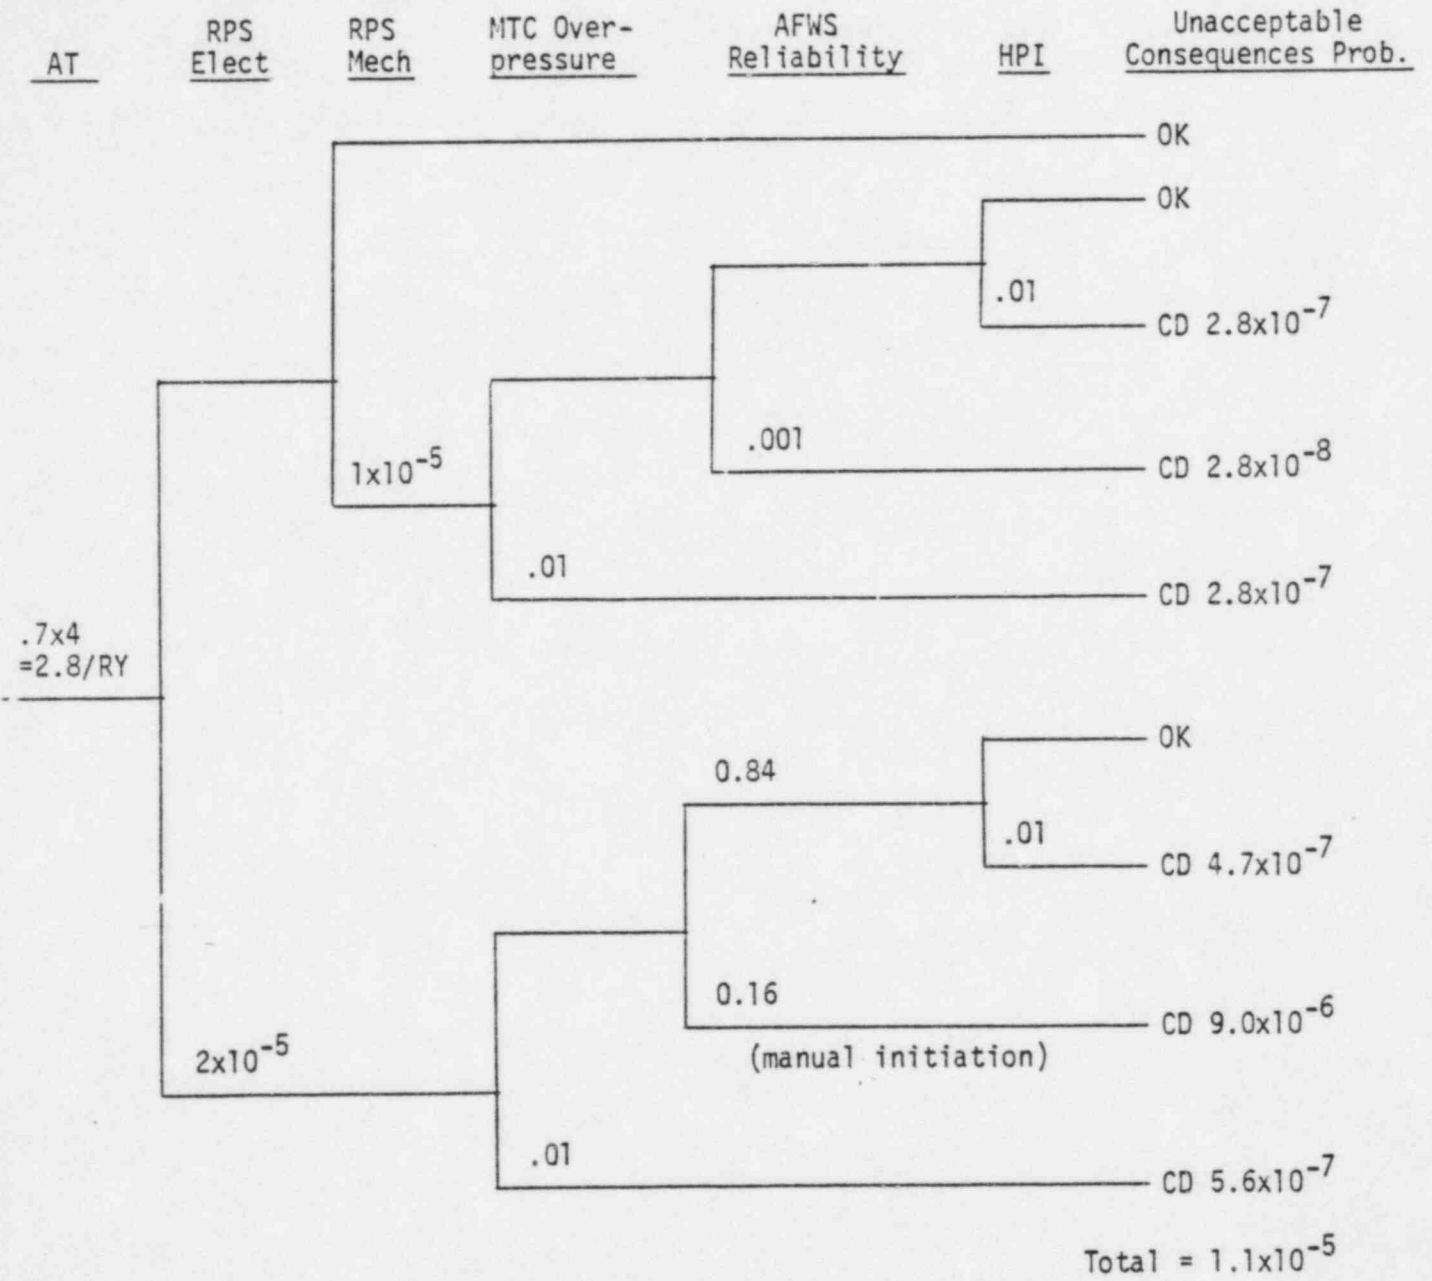 AT
RPS
Elect
RPS
Mech
MTC Over-
pressure
AFWS
Reliability
HPI
Unacceptable
Consequences Prob.
OK
OK
.01
CD 2.8x10⁻⁷
.001
CD 2.8x10⁻⁸
1x10⁻⁵
.01
CD 2.8x10⁻⁷
.7x4
=2.8/RY
OK
0.84
.01
CD 4.7x10⁻⁷
0.16
CD 9.0x10⁻⁶
(manual initiation)
2x10⁻⁵
.01
CD 5.6x10⁻⁷
Total = 1.1x10⁻⁵